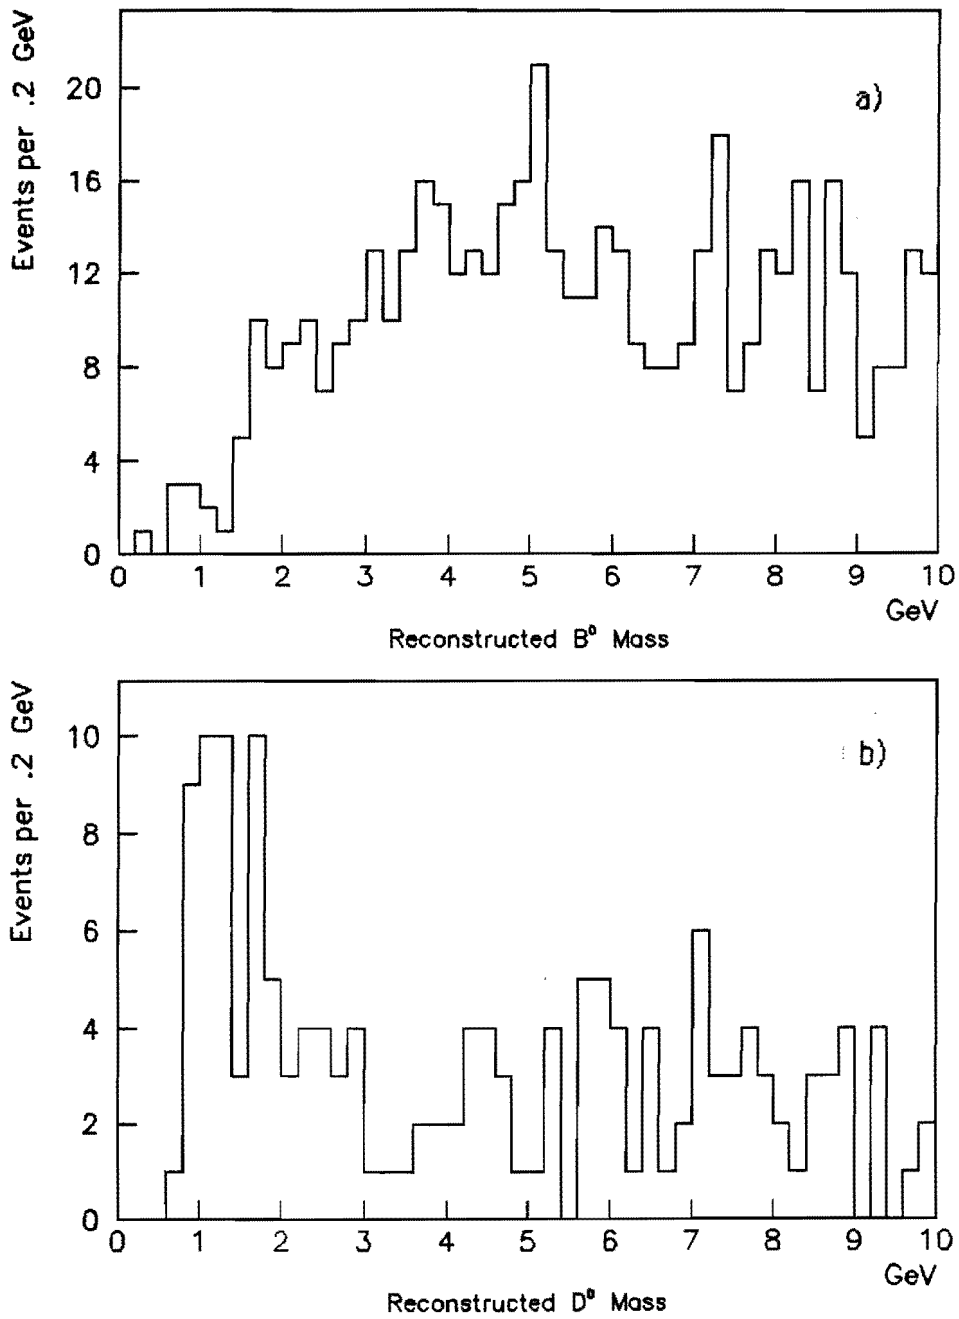 Events per .2 GeV
20
16
12
8
4
0
a)
0 1 2 3 4 5 6 7 8 9 10
GeV
Reconstructed B⁰ Mass
Events per .2 GeV
10
8
6
4
2
0
b)
0 1 2 3 4 5 6 7 8 9 10
GeV
Reconstructed D⁰ Mass